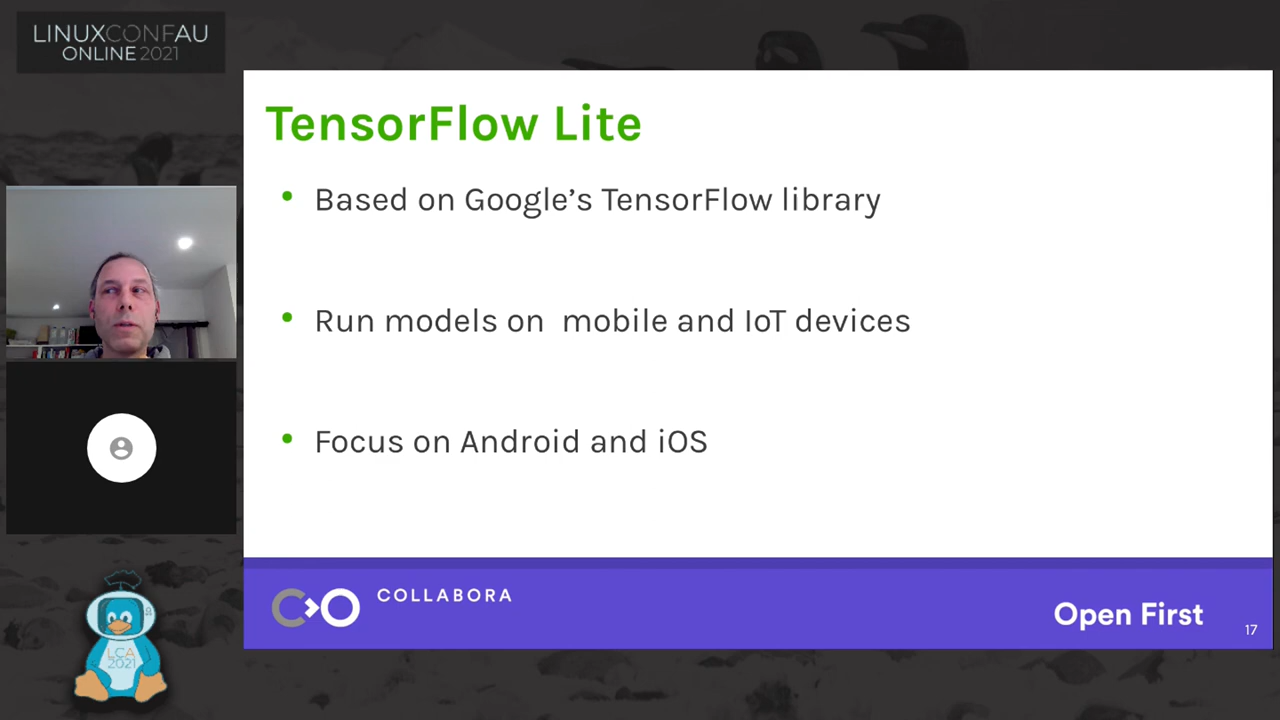 LINUXCONFAU
ONLINE 2021
TensorFlow Lite
• Based on Google’s TensorFlow library
• Run models on  mobile and IoT devices
• Focus on Android and iOS
COLLABORA
Open First
17
LCA
2021